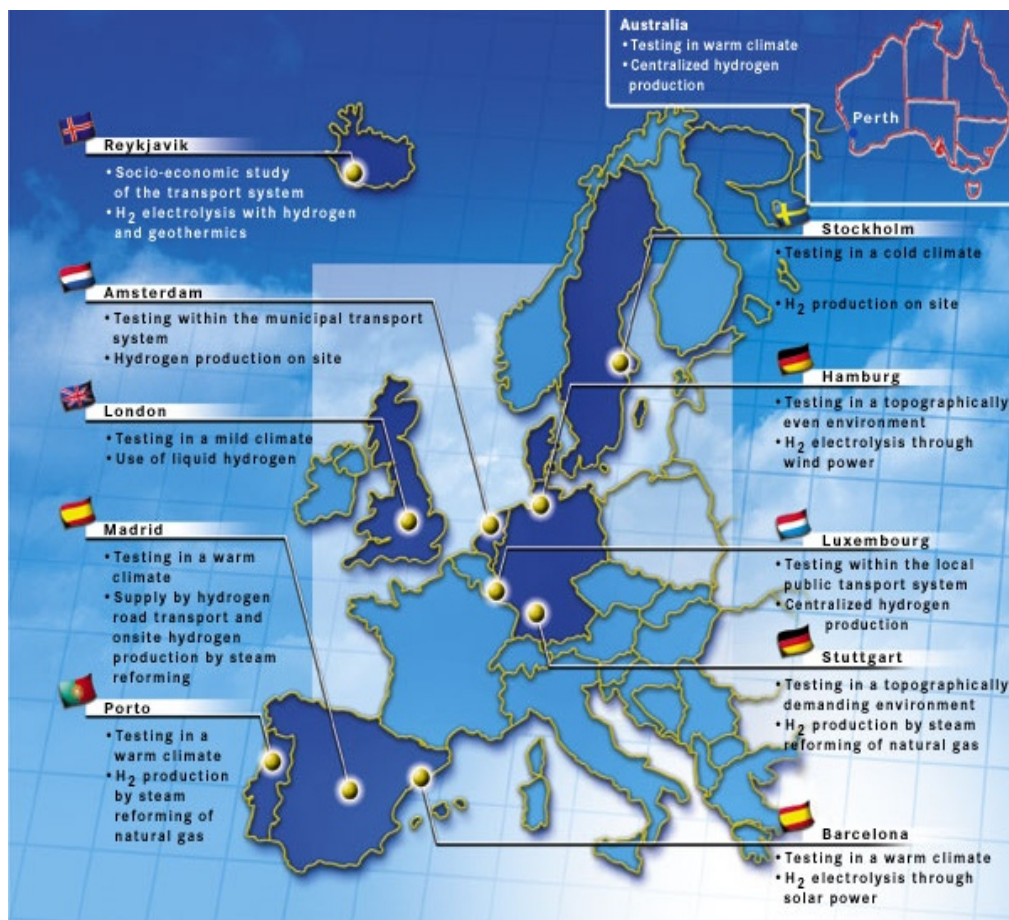 Australia
• Testing in warm climate
• Centralized hydrogen
production
Perth
Reykjavik
• Socio-economic study
of the transport system
• H2 electrolysis with hydrogen
and geothermics
Amsterdam
• Testing within the municipal transport
system
• Hydrogen production on site
London
• Testing in a mild climate
• Use of liquid hydrogen
Madrid
• Testing in a warm
climate
• Supply by hydrogen
road transport and
onsite hydrogen
production by steam
reforming
Porto
• Testing in a
warm climate
• H2 production
by steam
reforming of
natural gas
Stockholm
• Testing in a cold climate
• H2 production on site
Hamburg
• Testing in a topographically
even environment
• H2 electrolysis through
wind power
Luxembourg
• Testing within the local
public tansport system
• Centralized hydrogen
production
Stuttgart
• Testing in a topographically
demanding environment
• H2 production by steam
reforming of natural gas
Barcelona
• Testing in a warm climate
• H2 electrolysis through
solar power